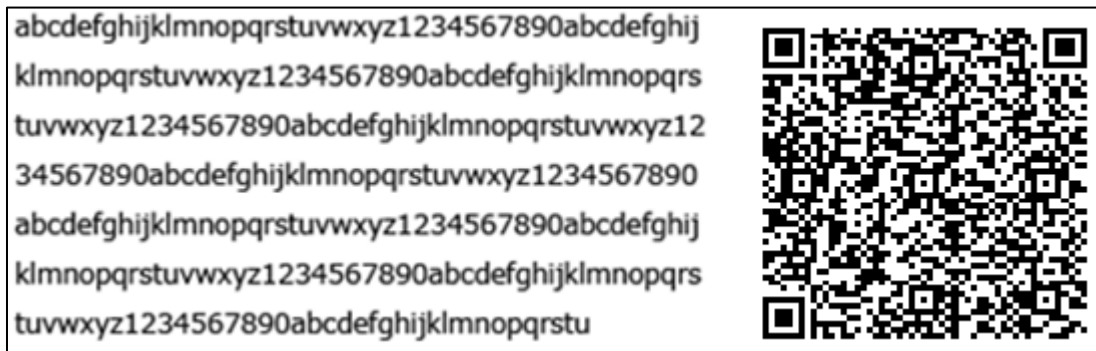 abcdefghijklmnopqrstuvwxyz1234567890abcdefghij
klmnopqrstuvwxyz1234567890abcdefghijklmnopqrs
tuvwxyz1234567890abcdefghijklmnopqrstuvwxyz12
34567890abcdefghijklmnopqrstuvwxyz1234567890
abcdefghijklmnopqrstuvwxyz1234567890abcdefghij
klmnopqrstuvwxyz1234567890abcdefghijklmnopqrs
tuvwxyz1234567890abcdefghijklmnopqrstu